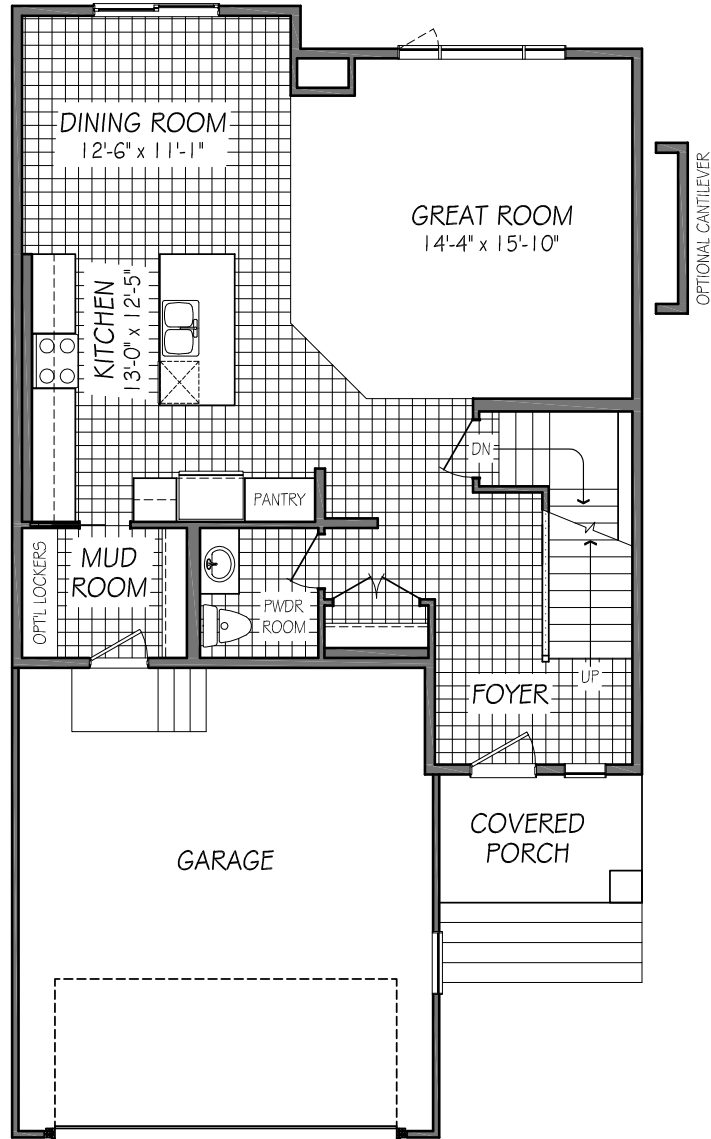 DINING ROOM
12'-6" x 11'-1"
GREAT ROOM
14'-4" x 15'-10"
OPTIONAL CANTILEVER
KITCHEN
13'-0" x 12'-5"
DN
PANTRY
OPT'L LOCKERS
MUD
ROOM
PWDR
ROOM
FOYER
UP
COVERED
PORCH
GARAGE